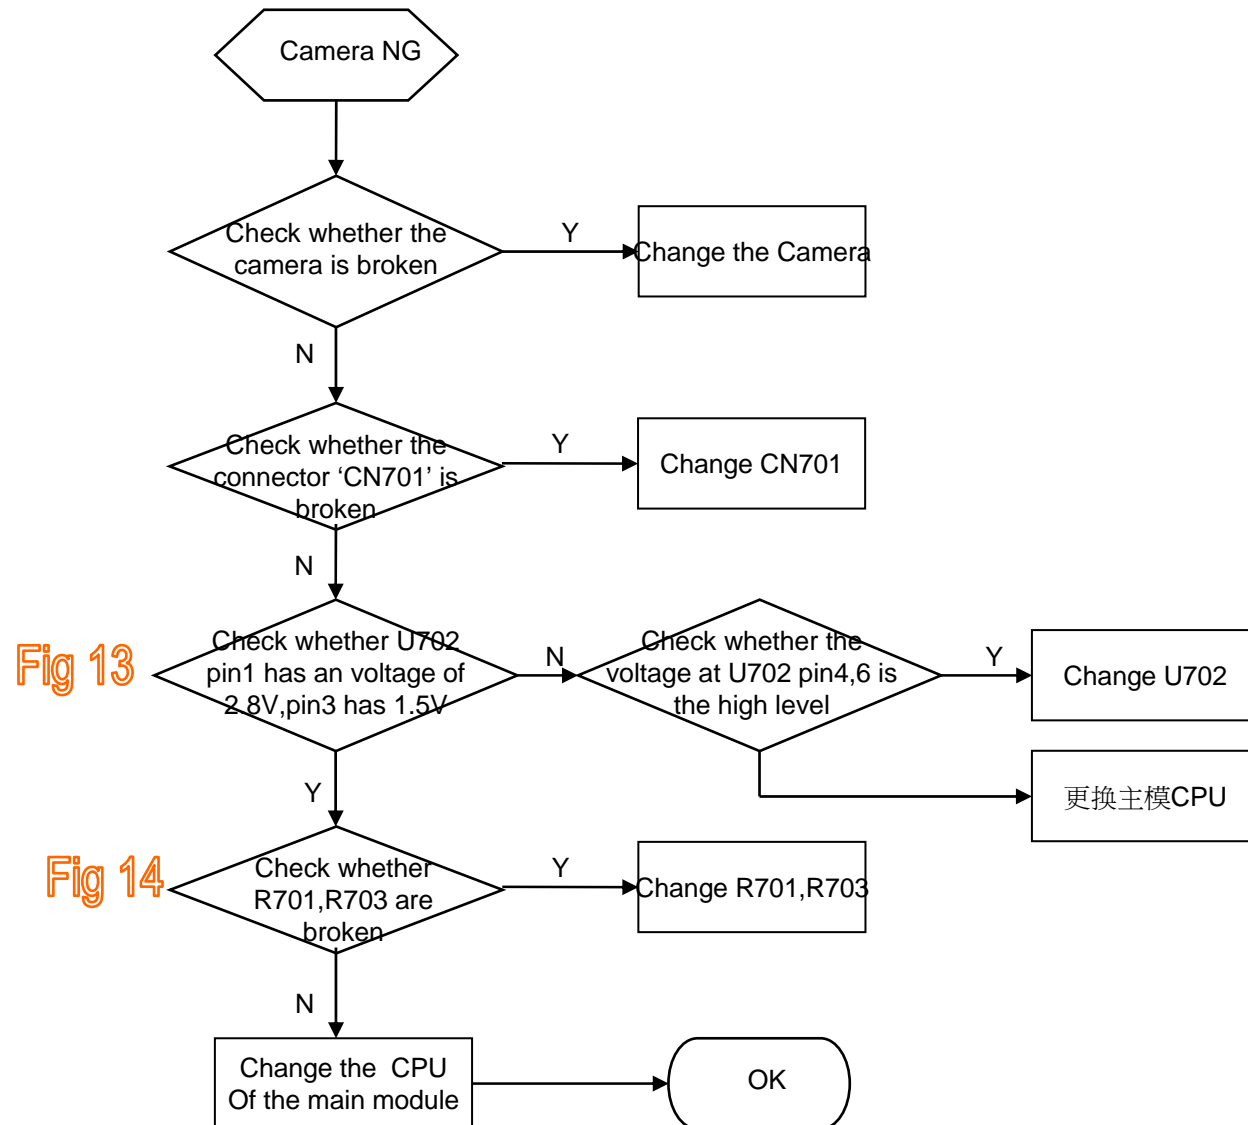 Camera NG
Check whether the
camera is broken
Y
Change the Camera
N
Check whether the
connector ‘CN701’ is
broken
Y
Change CN701
N
Fig 13
Check whether U702
pin1 has an voltage of
2.8V,pin3 has 1.5V
N
Check whether the
voltage at U702 pin4,6 is
the high level
Y
Change U702
更换主模CPU
Y
Fig 14
Check whether
R701,R703 are
broken
Y
Change R701,R703
N
Change the CPU
Of the main module
OK